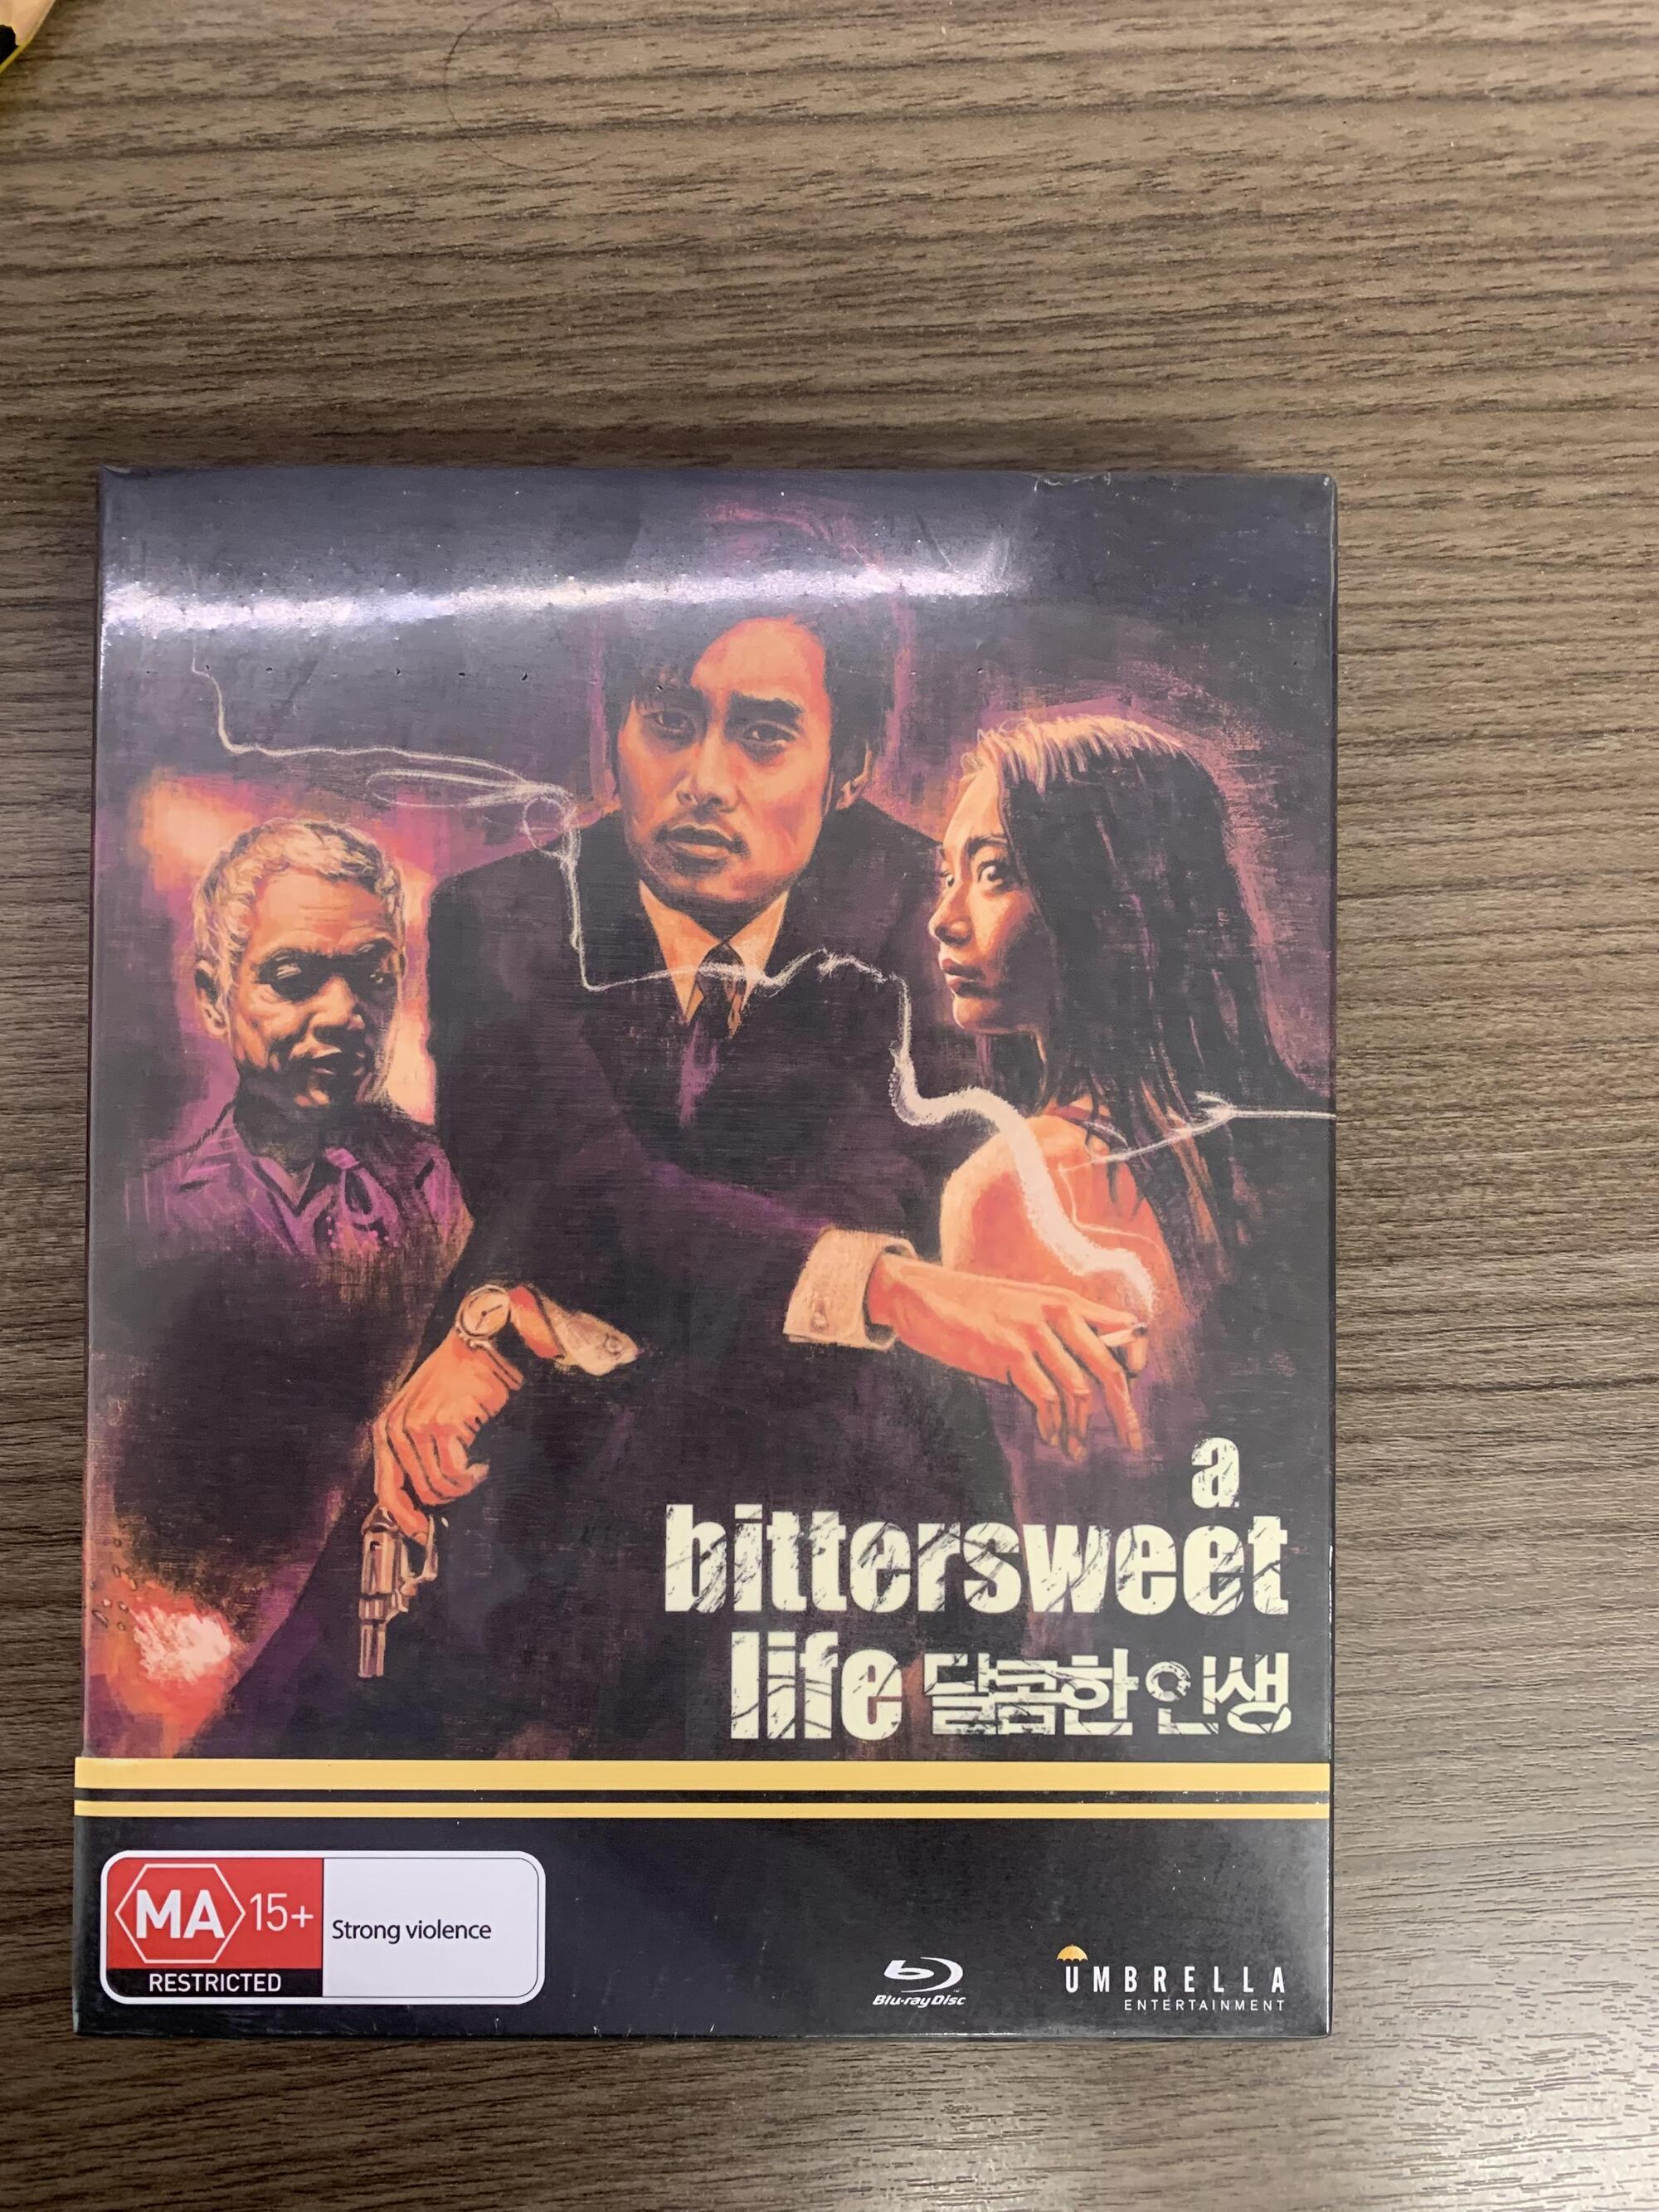 a
bittersweet
life 달콤한 인생
MA 15+
Strong violence
RESTRICTED
Blu-ray Disc
UMBRELLA
ENTERTAINMENT